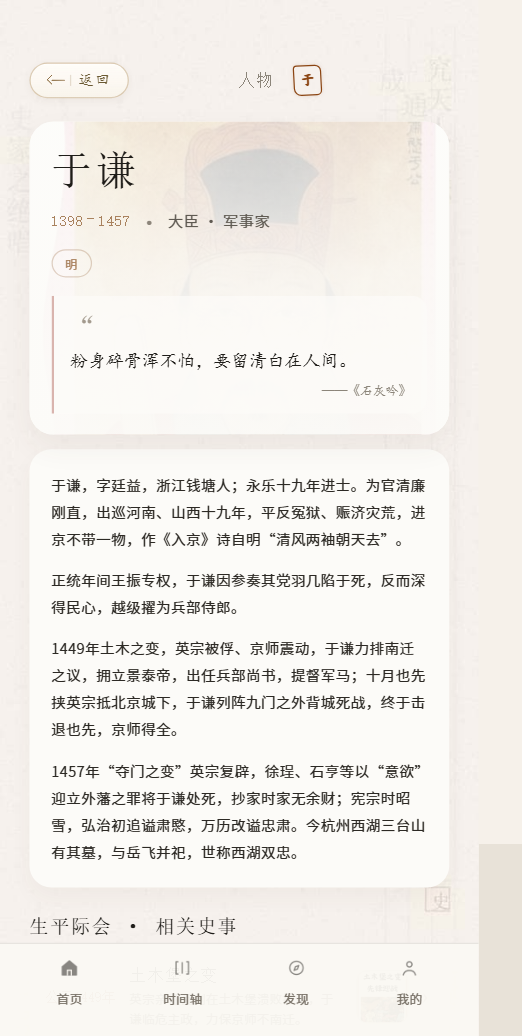 返回
人物
于
于谦
1398-1457 • 大臣 · 军事家
明
“
粉身碎骨浑不怕，要留清白在人间。
——《石灰吟》
于谦，字廷益，浙江钱塘人；永乐十九年进士。为官清廉
刚直，出巡河南、山西十九年，平反冤狱、赈济灾荒，进
京不带一物，作《入京》诗自明“清风两袖朝天去”。
正统年间王振专权，于谦因参奏其党羽几陷于死，反而深
得民心，越级擢为兵部侍郎。
1449年土木之变，英宗被俘、京师震动，于谦力排南迁
之议，拥立景泰帝，出任兵部尚书，提督军马；十月也先
挟英宗抵北京城下，于谦列阵九门之外背城死战，终于击
退也先，京师得全。
1457年“夺门之变”英宗复辟，徐珵、石亨等以“意欲”
迎立外藩之罪将于谦处死，抄家时家无余财；宪宗时昭
雪，弘治初追谥肃愍，万历改谥忠肃。今杭州西湖三台山
有其墓，与岳飞并祀，世称西湖双忠。
史
生平际会 • 相关史事
土木之变
首页
时间轴
发现
我的